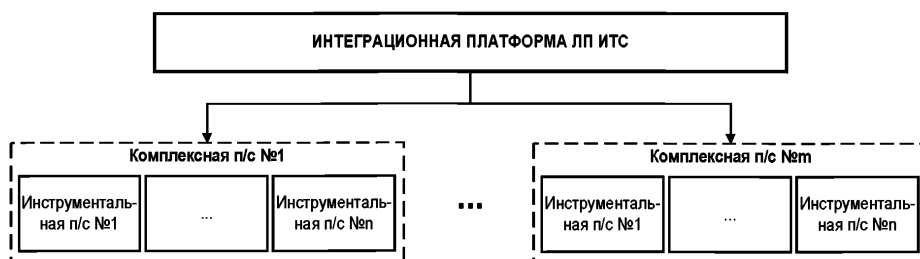 ИНТЕГРАЦИОННАЯ ПЛАТФОРМА ЛП ИТС
Комплексная п/с №1
Инструменталь-
ная п/с №1
...
Инструменталь-
ная п/с №n
...
Комплексная п/с №m
Инструменталь-
ная п/с №1
...
Инструменталь-
ная п/с №n